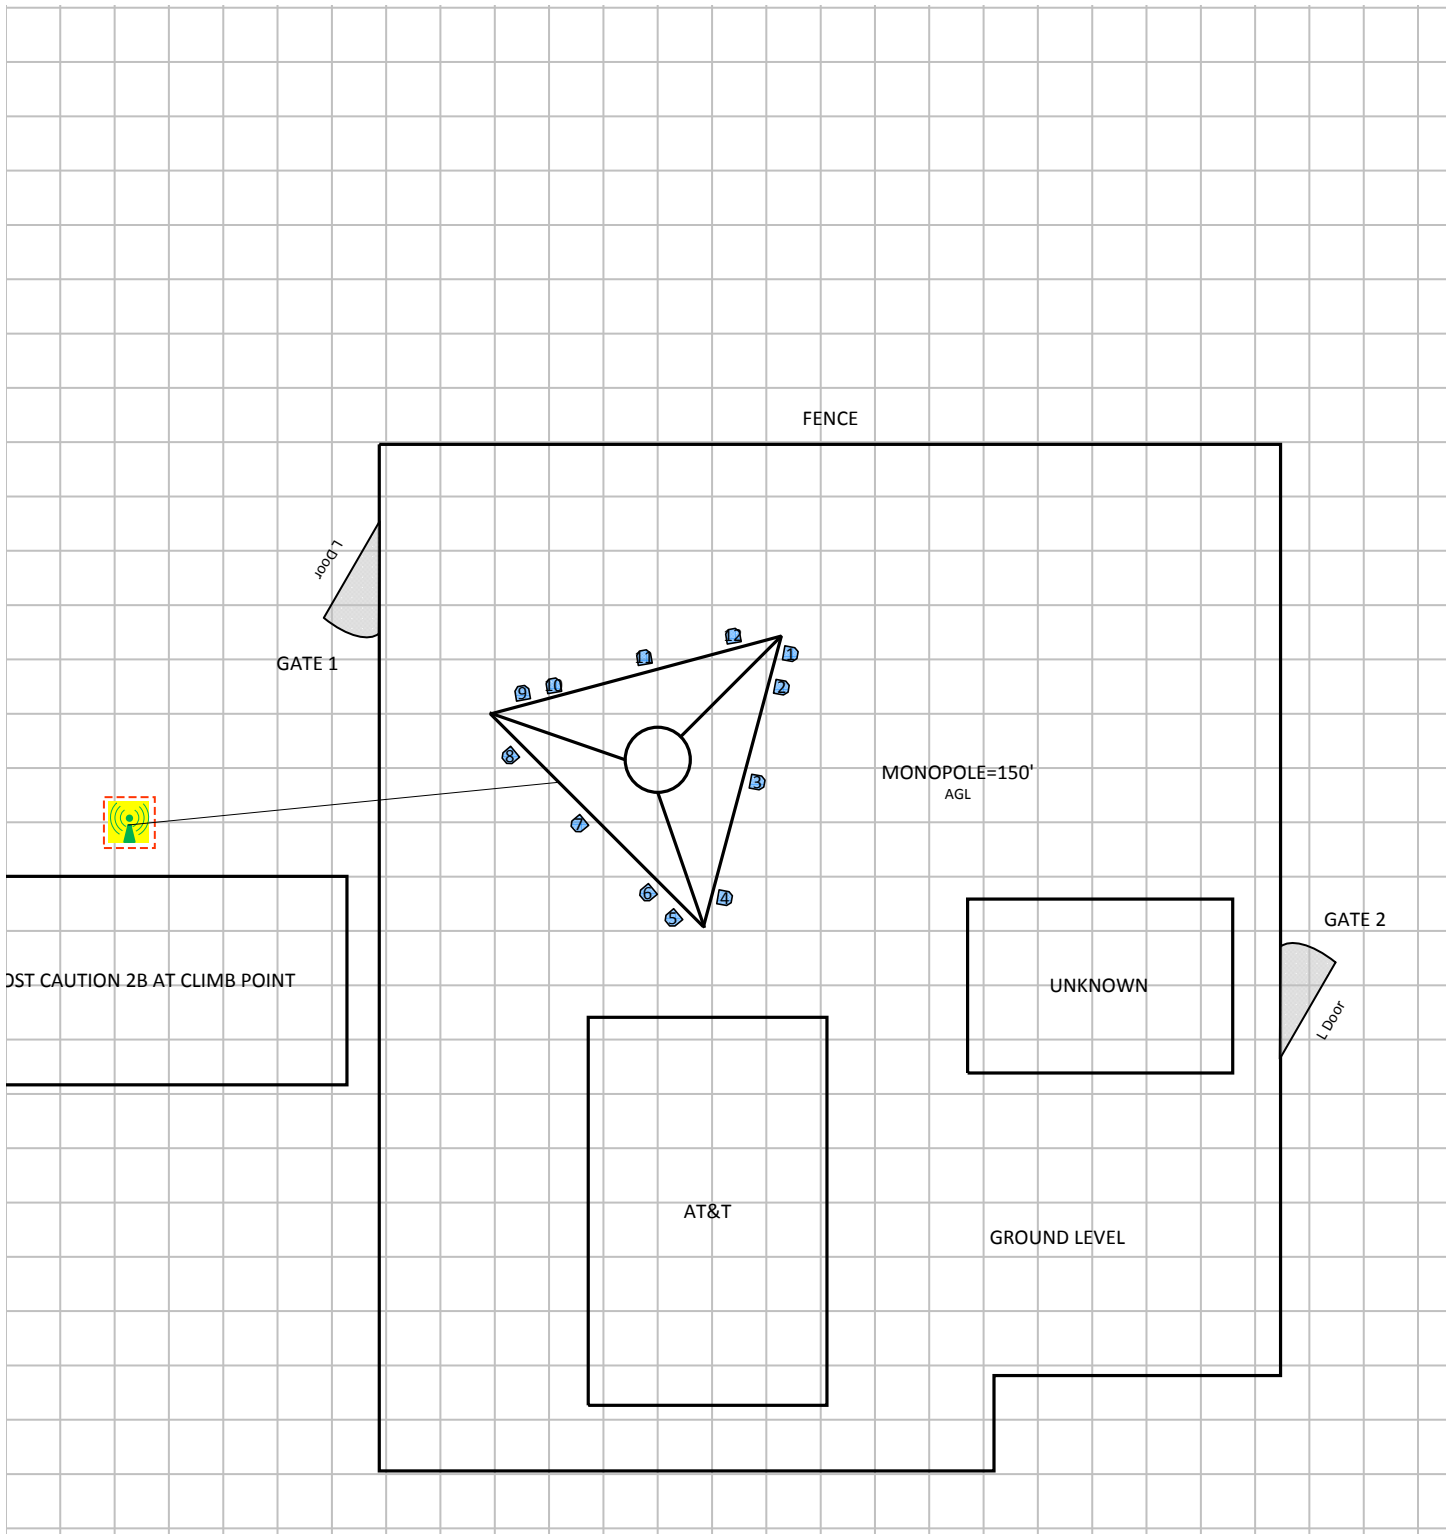 FENCE
L Door
GATE 1
12
1
11
2
10
9
8
3
MONOPOLE=150'
AGL
7
6
4
5
GATE 2
L Door
CAUTION 2B AT CLIMB POINT
UNKNOWN
AT&T
GROUND LEVEL